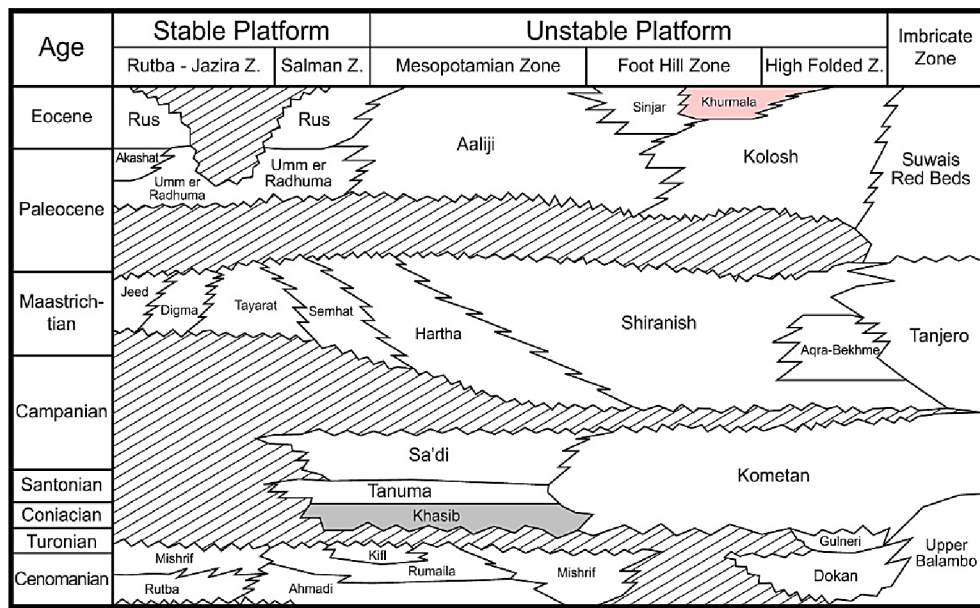 Age
Stable Platform
Unstable Platform
Imbricate
Zone
Rutba - Jazira Z.
Salman Z.
Mesopotamian Zone
Foot Hill Zone
High Folded Z.
Eocene
Rus
Rus
Aaliji
Sinjar
Khurmala
Kolosh
Suwais
Red Beds
Paleocene
Akashat
Umm er
Radhuma
Umm er
Radhuma
Maastrich-
tian
Jeed
Digma
Tayarat
Semhat
Hartha
Shiranish
Aqra-Bekhme
Tanjero
Campanian
Sa'di
Kometan
Santonian
Tanuma
Coniacian
Khasib
Turonian
Gulneri
Upper
Balambo
Cenomanian
Mishrif
Rutba
Kifl
Rumaila
Ahmadi
Mishrif
Dokan